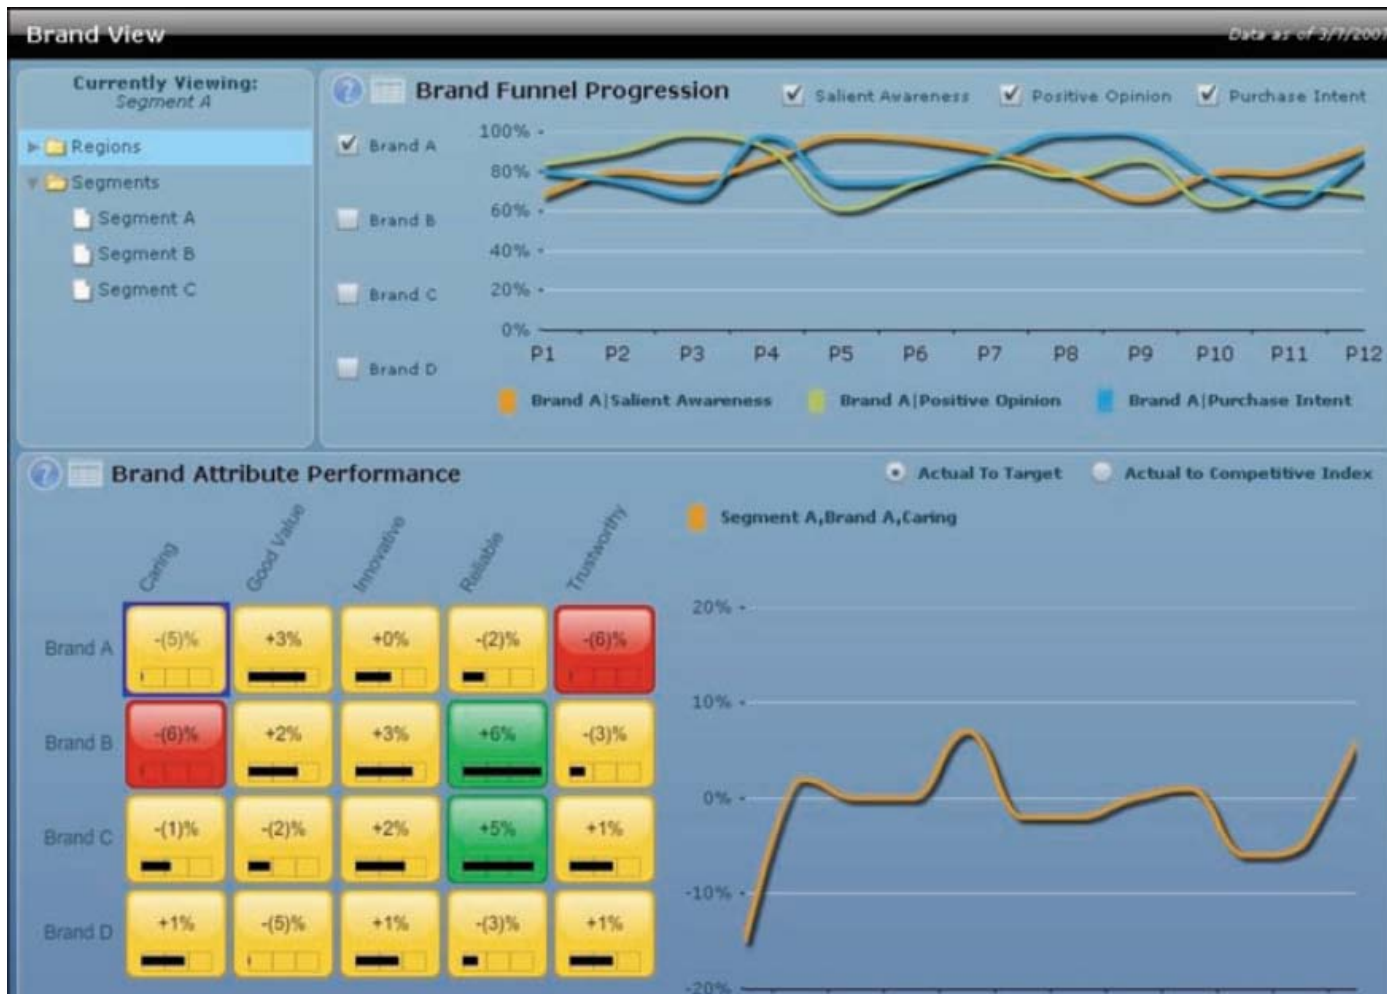 Brand View
Data as of 3/7/2007
Currently Viewing:
Segment A
Regions
Segments
Segment A
Segment B
Segment C
Brand Funnel Progression
Salient Awareness
Positive Opinion
Purchase Intent
Brand A
Brand B
Brand C
Brand D
100%
80%
60%
40%
20%
0%
P1 P2 P3 P4 P5 P6 P7 P8 P9 P10 P11 P12
Brand A|Salient Awareness Brand A|Positive Opinion Brand A|Purchase Intent
Brand Attribute Performance
Actual To Target
Actual to Competitive Index
Caring Good Value Innovative Reliable Trustworthy
Brand A -(5)% +3% +0% -(2)% -(6)%
Brand B -(6)% +2% +3% +6% -(3)%
Brand C -(1)% -(2)% +2% +5% +1%
Brand D +1% -(5)% +1% -(3)% +1%
Segment A,Brand A,Caring
20%
10%
0%
-10%
-20%